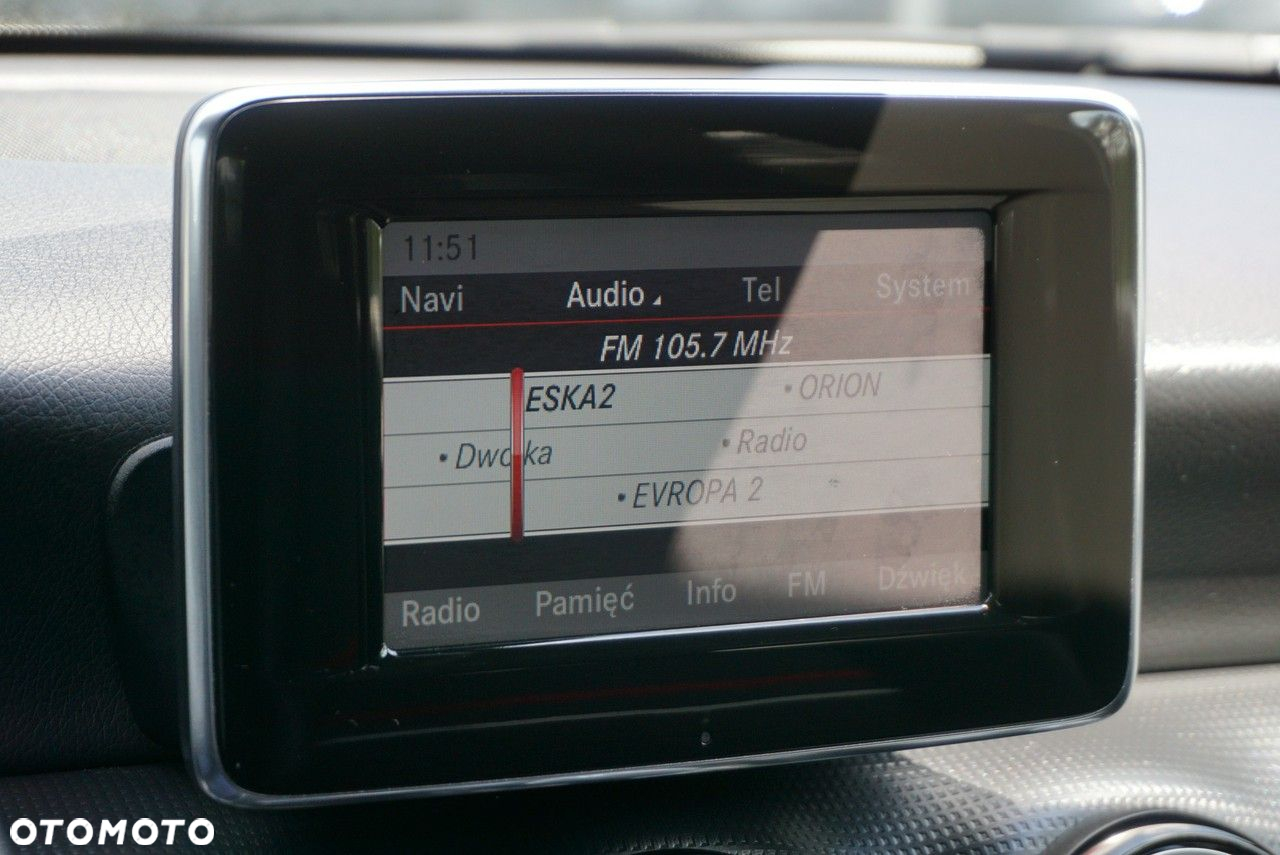 11:51
Navi Audio Tel System
FM 105.7 MHz
ESKA2 • ORION
• Dwojka • Radio
• EVROPA 2
Radio Pamięć Info FM Dźwięk
OTOMOTO